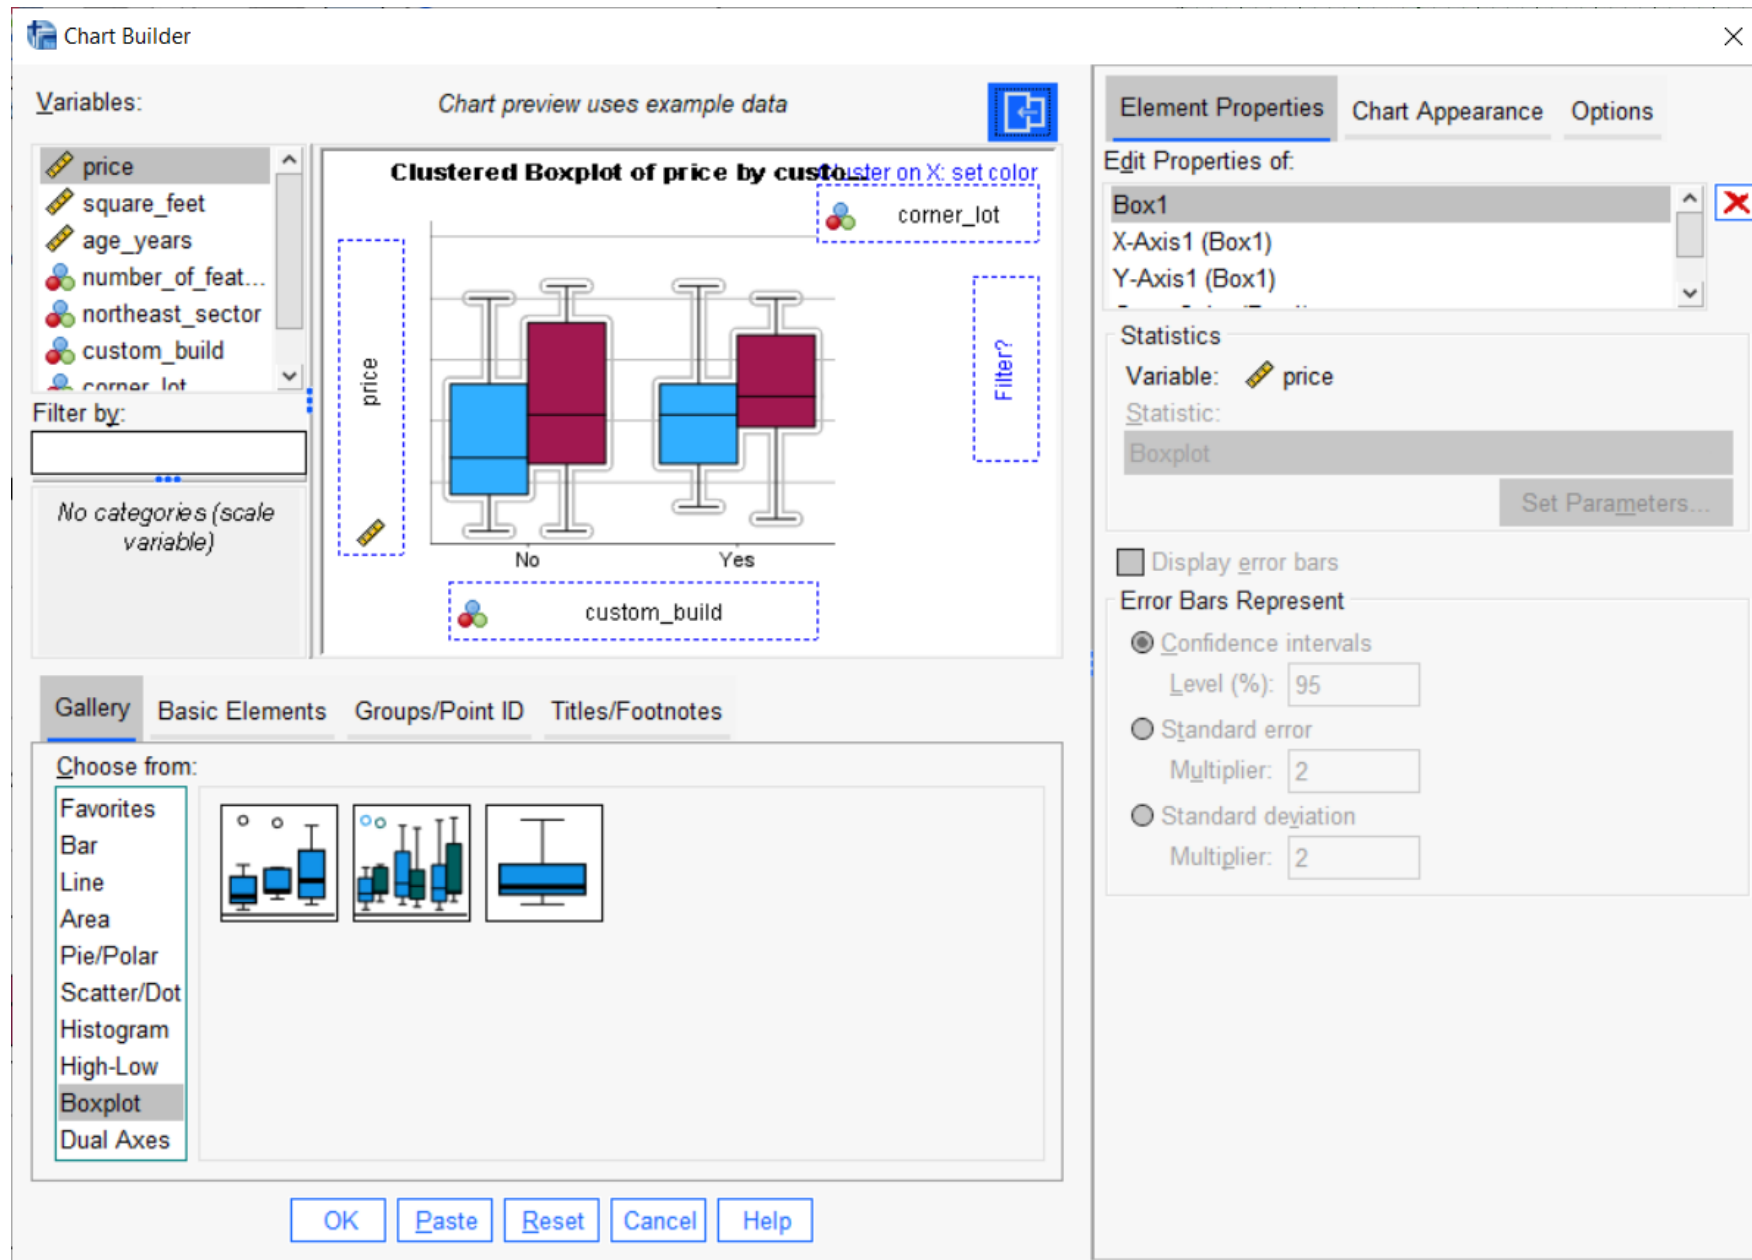 Chart Builder
Variables:
Chart preview uses example data
price
square_feet
age_years
number_of_feat...
northeast_sector
custom_build
corner_lot
Filter by:
No categories (scale
variable)
Clustered Boxplot of price by custo...
Cluster on X: set color
corner_lot
price
Filter?
No
Yes
custom_build
Gallery
Basic Elements
Groups/Point ID
Titles/Footnotes
Choose from:
Favorites
Bar
Line
Area
Pie/Polar
Scatter/Dot
Histogram
High-Low
Boxplot
Dual Axes
OK
Paste
Reset
Cancel
Help
Element Properties
Chart Appearance
Options
Edit Properties of:
Box1
X-Axis1 (Box1)
Y-Axis1 (Box1)
Statistics
Variable: price
Statistic:
Boxplot
Set Parameters...
Display error bars
Error Bars Represent
Confidence intervals
Level (%): 95
Standard error
Multiplier: 2
Standard deviation
Multiplier: 2